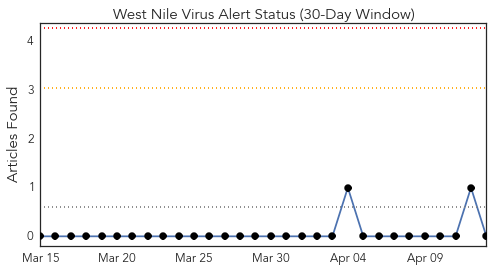 West Nile Virus Alert Status (30-Day Window)
Articles Found
4
3
2
1
0
Mar 15 Mar 20 Mar 25 Mar 30 Apr 04 Apr 09